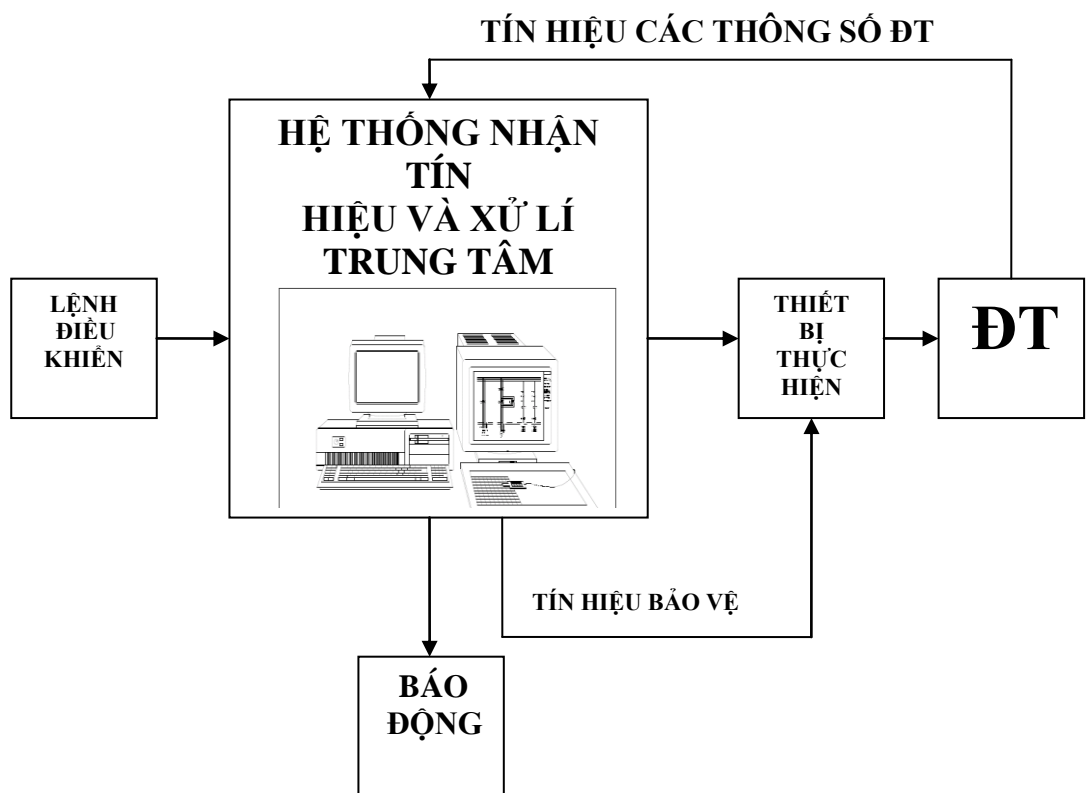 TÍN HIỆU CÁC THÔNG SỐ ĐT
HỆ THỐNG NHẬN
TÍN
HIỆU VÀ XỬ LÍ
TRUNG TÂM
LỆNH
ĐIỀU
KHIỂN
THIẾT
BỊ
THỰC
HIỆN
ĐT
TÍN HIỆU BẢO VỆ
BÁO
ĐỘNG